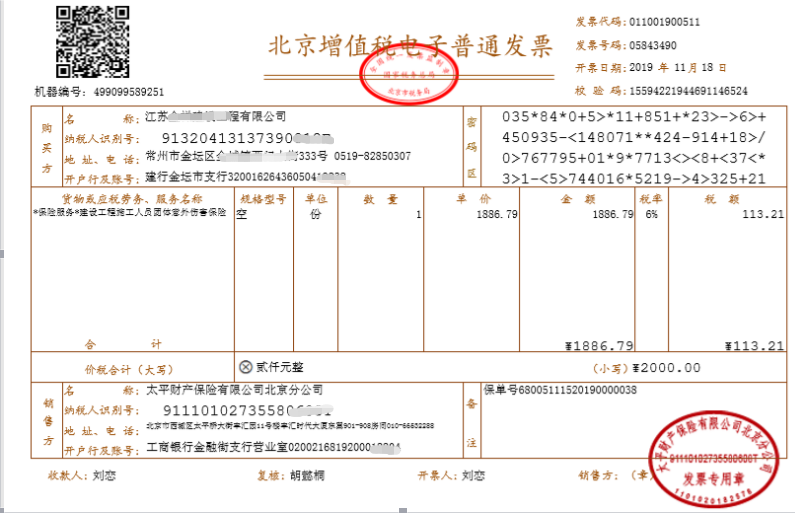 北京增值税电子普通发票
发票代码:011001900511
发票号码:05843490
开票日期:2019 年 11月 18 日
校 验 码:15594221944691146524
机器编号:499099589251
全国统一发票监制章
国家税务总局
北京市税务局
购买方
名 称:江苏 程有限公司
纳税人识别号:91320413137390
地 址、电 话:常州市金坛区 333号 0519-82850307
开户行及账号:建行金坛市支行320016264360504
密码区
035*84*0+5>*11+851+*23>->6>+
450935-<148071**424-914+18>/
0>767795+01*9*7713<><8+<37<*
3>1-<5>744016*5219->4>325+21
货物或应税劳务、服务名称 规格型号 单位 数 量 单 价 金 额 税率 税 额
*保险服务*建设工程施工人员团体意外伤害保险 空 份 1 1886.79 1886.79 6% 113.21
合 计 ¥1886.79 ¥113.21
价税合计(大写) ⊗贰仟元整 (小写)¥2000.00
销售方
名 称:太平财产保险有限公司北京分公司
纳税人识别号:911101027355806
地 址、电 话:北京市西城区太平桥大街丰汇园11号楼丰汇时代大厦东翼901-908房间010-66832288
开户行及账号:工商银行金融街支行营业室020021681920001
备注
保单号68005111520190000038
收款人:刘恋 复核:胡懿桐 开票人:刘恋 销售方:(章)
太平财产保险有限公司北京分公司
发票专用章